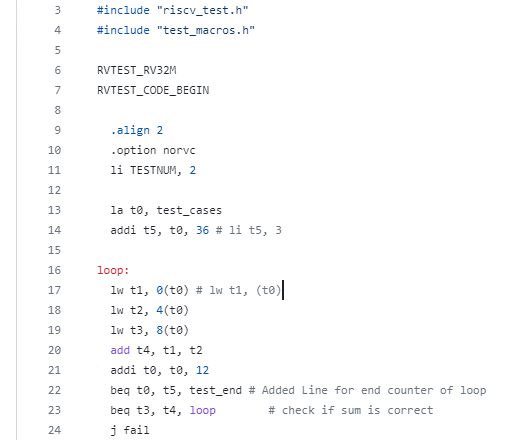 3 #include "riscv_test.h"
4 #include "test_macros.h"
5
6 RVTEST_RV32M
7 RVTEST_CODE_BEGIN
8
9 .align 2
10 .option norvc
11 li TESTNUM, 2
12
13 la t0, test_cases
14 addi t5, t0, 36 # li t5, 3
15
16 loop:
17 lw t1, 0(t0) # lw t1, (t0)
18 lw t2, 4(t0)
19 lw t3, 8(t0)
20 add t4, t1, t2
21 addi t0, t0, 12
22 beq t0, t5, test_end # Added Line for end counter of loop
23 beq t3, t4, loop # check if sum is correct
24 j fail